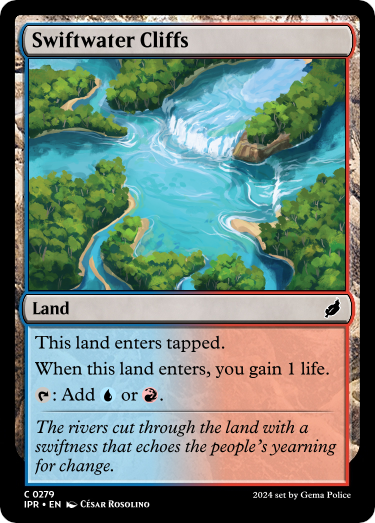 Swiftwater Cliffs
Land
This land enters tapped.
When this land enters, you gain 1 life.
: Add or .
The rivers cut through the land with a
swiftness that echoes the people's yearning
for change.
C 0279
IPR • EN César Rosolino
2024 set by Gema Police